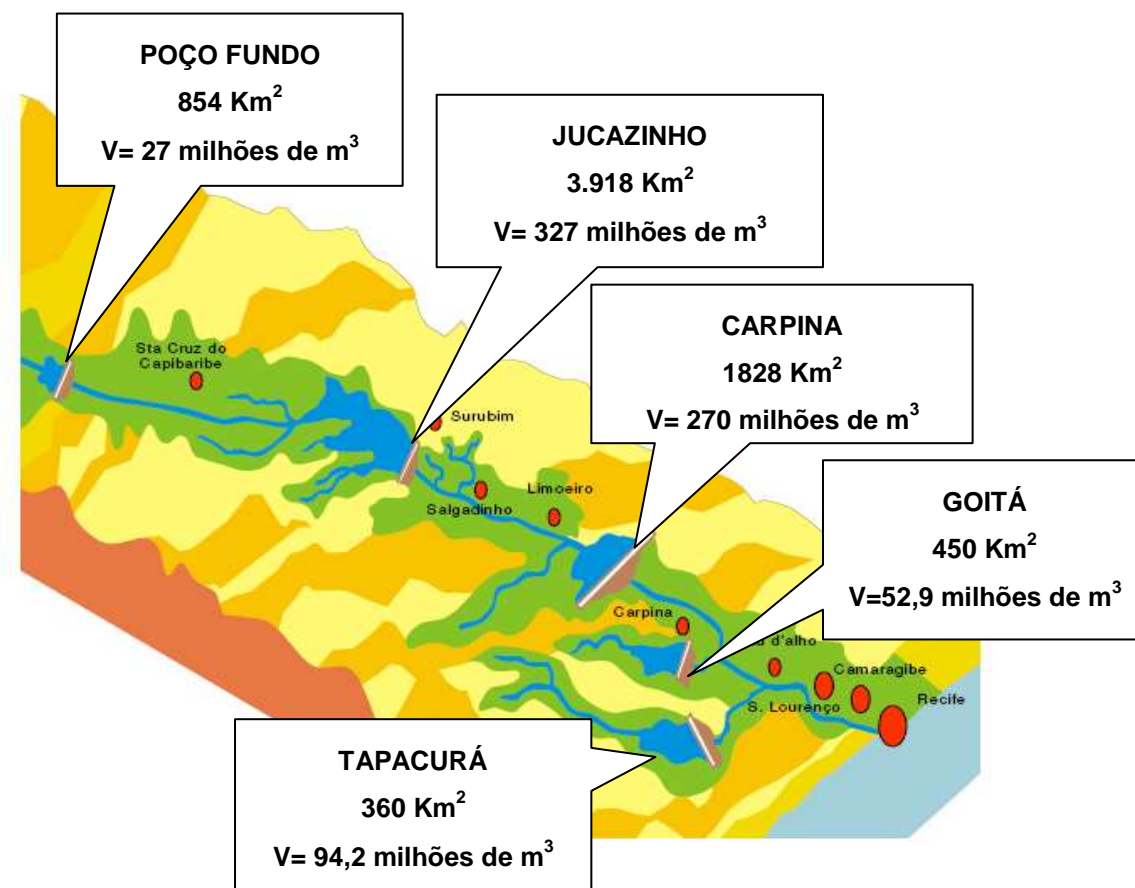 POÇO FUNDO
854 Km²
V= 27 milhões de m³
JUCAZINHO
3.918 Km²
V= 327 milhões de m³
CARPINA
1828 Km²
V= 270 milhões de m³
GOITÁ
450 Km²
V=52,9 milhões de m³
Sta Cruz do
Capibaribe
Surubim
Salgadinho
Limoeiro
Carpina
d'alho
Camaragibe
S. Lourenço
Recife
TAPACURÁ
360 Km²
V= 94,2 milhões de m³